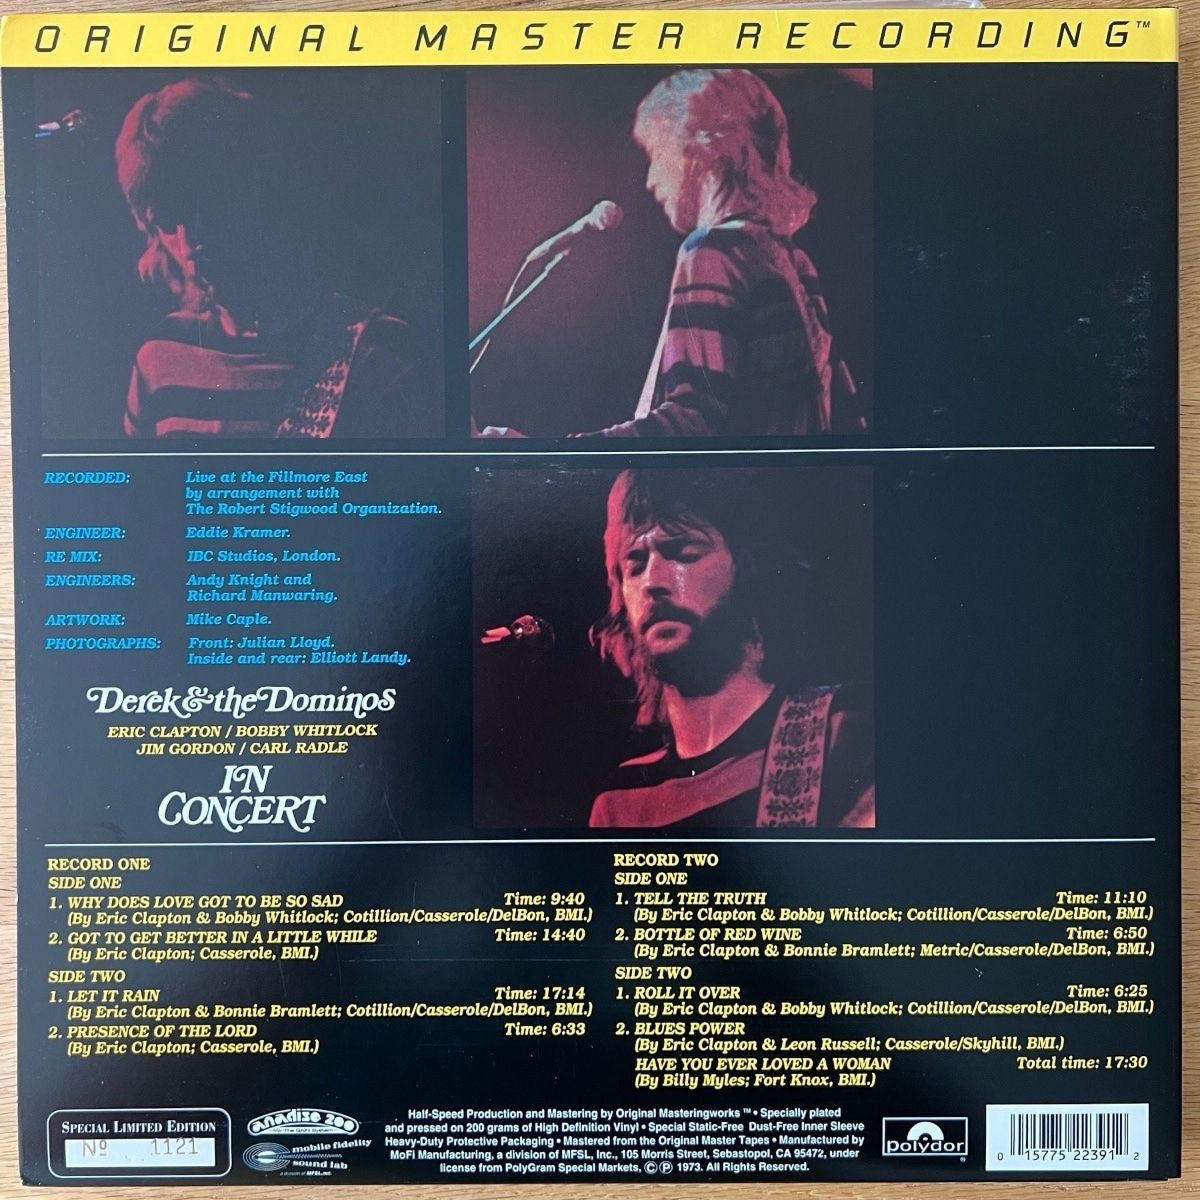 ORIGINAL MASTER RECORDING™
RECORDED: Live at the Fillmore East
by arrangement with
The Robert Stigwood Organization.
ENGINEER: Eddie Kramer.
RE MIX: IBC Studios, London.
ENGINEERS: Andy Knight and
Richard Manwaring.
ARTWORK: Mike Caple.
PHOTOGRAPHS: Front: Julian Lloyd.
Inside and rear: Elliott Landy.
Derek & the Dominos
ERIC CLAPTON / BOBBY WHITLOCK
JIM GORDON / CARL RADLE
IN
CONCERT
RECORD ONE
SIDE ONE
1. WHY DOES LOVE GOT TO BE SO SAD Time: 9:40
(By Eric Clapton & Bobby Whitlock; Cotillion/Casserole/DelBon, BMI.)
2. GOT TO GET BETTER IN A LITTLE WHILE Time: 14:40
(By Eric Clapton; Casserole, BMI.)
SIDE TWO
1. LET IT RAIN Time: 17:14
(By Eric Clapton & Bonnie Bramlett; Cotillion/Casserole/DelBon, BMI.)
2. PRESENCE OF THE LORD Time: 6:33
(By Eric Clapton; Casserole, BMI.)
RECORD TWO
SIDE ONE
1. TELL THE TRUTH Time: 11:10
(By Eric Clapton & Bobby Whitlock; Cotillion/Casserole/DelBon, BMI.)
2. BOTTLE OF RED WINE Time: 6:50
(By Eric Clapton & Bonnie Bramlett; Metric/Casserole/DelBon, BMI.)
SIDE TWO
1. ROLL IT OVER Time: 6:25
(By Eric Clapton & Bobby Whitlock; Cotillion/Casserole/DelBon, BMI.)
2. BLUES POWER
(By Eric Clapton & Leon Russell; Casserole/Skyhill, BMI.)
HAVE YOU EVER LOVED A WOMAN Total time: 17:30
(By Billy Myles; Fort Knox, BMI.)
SPECIAL LIMITED EDITION
Nº 1121
anadisc 200
The GAIN System
mobile fidelity
sound lab
a division of MFSL, INC.
Half-Speed Production and Mastering by Original Masteringworks ™ • Specially plated
and pressed on 200 grams of High Definition Vinyl • Special Static-Free Dust-Free Inner Sleeve
Heavy-Duty Protective Packaging • Mastered from the Original Master Tapes • Manufactured by
MoFi Manufacturing, a division of MFSL, Inc., 105 Morris Street, Sebastopol, CA 95472, under
license from PolyGram Special Markets, Ⓒ Ⓟ 1973. All Rights Reserved.
polydor®
0 15775 22391 2